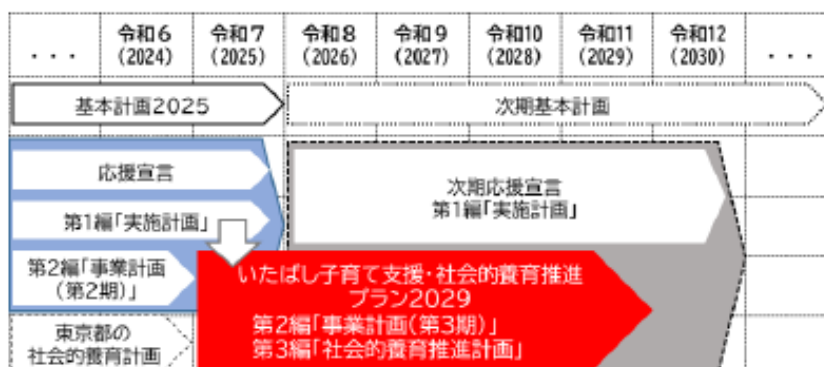 ・・・ 令和6 令和7 令和8 令和9 令和10 令和11 令和12 ・・・
(2024) (2025) (2026) (2027) (2028) (2029) (2030)
基本計画2025 次期基本計画
応援宣言
第1編「実施計画」
次期応援宣言
第1編「実施計画」
第2編「事業計画
(第2期)」
いたばし子育て支援・社会的養育推進
プラン2029
第2編「事業計画(第3期)」
第3編「社会的養育推進計画」
東京都の
社会的養育計画